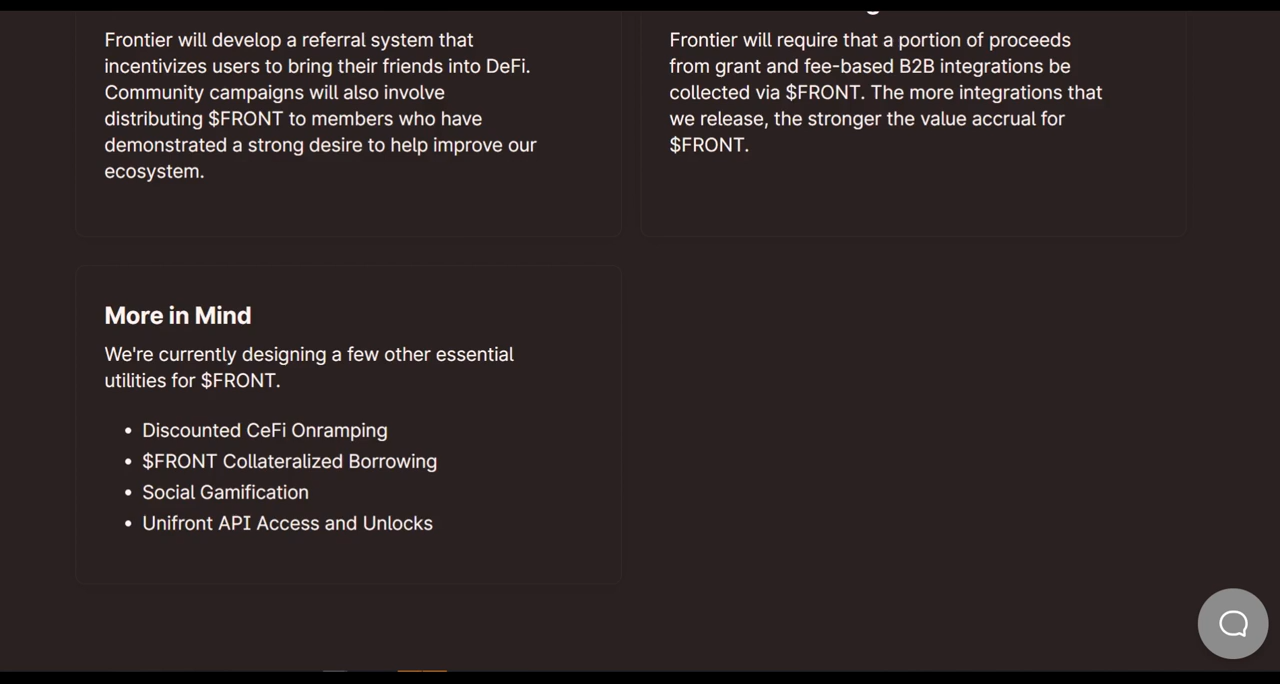 Frontier will develop a referral system that
incentivizes users to bring their friends into DeFi.
Community campaigns will also involve
distributing $FRONT to members who have
demonstrated a strong desire to help improve our
ecosystem.
Frontier will require that a portion of proceeds
from grant and fee-based B2B integrations be
collected via $FRONT. The more integrations that
we release, the stronger the value accrual for
$FRONT.
More in Mind
We're currently designing a few other essential
utilities for $FRONT.
• Discounted CeFi Onramping
• $FRONT Collateralized Borrowing
• Social Gamification
• Unifront API Access and Unlocks